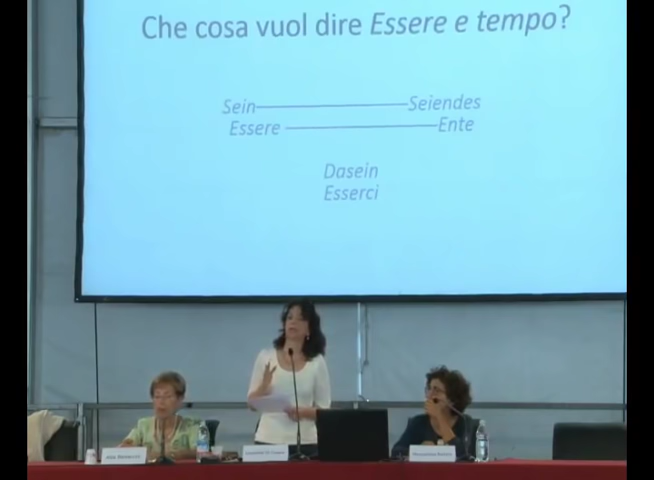 Che cosa vuol dire Essere e tempo?
Sein——————Seiendes
Essere ——————Ente
Dasein
Esserci